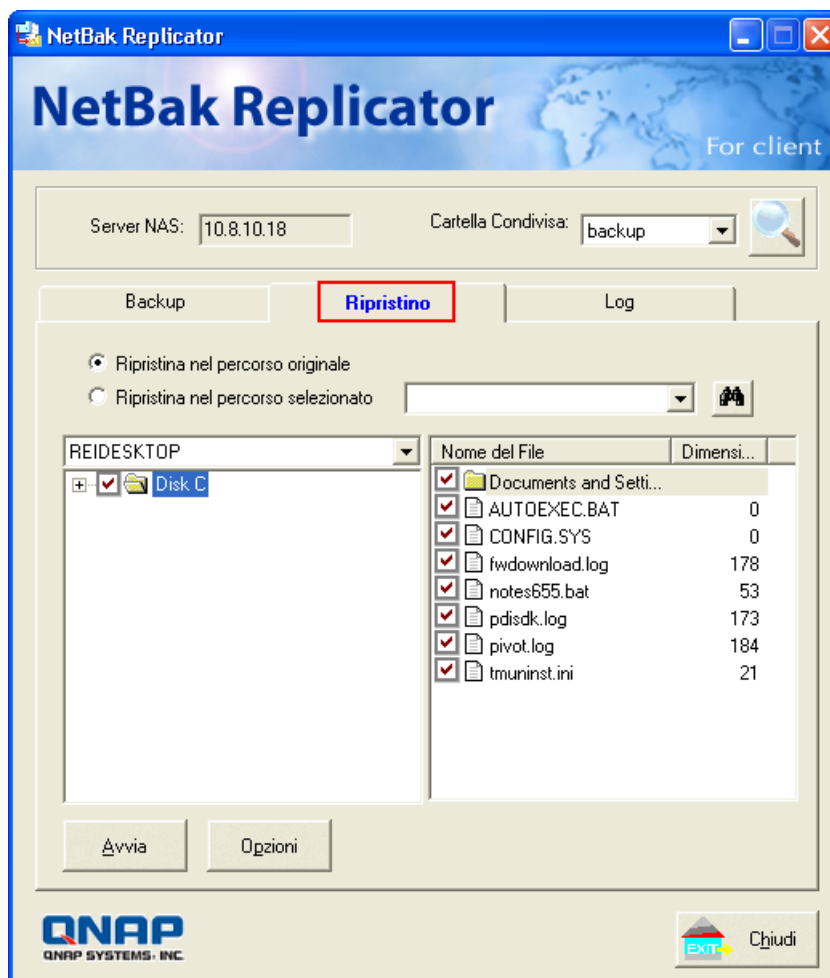 NetBak Replicator
NetBak Replicator
For client
Server NAS: 10.8.10.18 Cartella Condivisa: backup
Backup Ripristino Log
Ripristina nel percorso originale
Ripristina nel percorso selezionato
REIDESKTOP
Disk C
Nome del File Dimensi...
Documents and Setti...
AUTOEXEC.BAT 0
CONFIG.SYS 0
fwdownload.log 178
notes655.bat 53
pdisdk.log 173
pivot.log 184
tmuninst.ini 21
Avvia Opzioni
QNAP
QNAP SYSTEMS, INC.
EXIT Chiudi